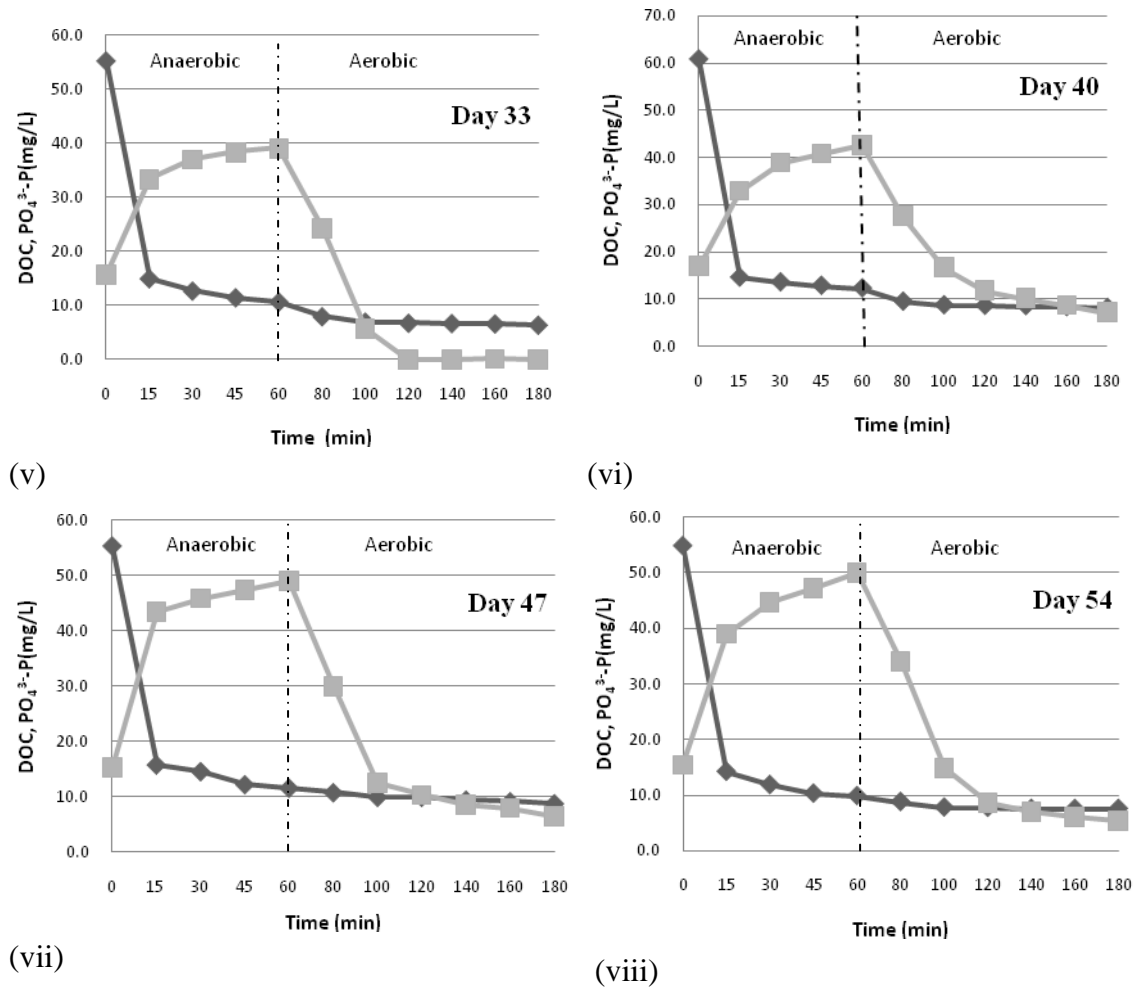 60.0
50.0
40.0
30.0
20.0
10.0
0.0
DOC, PO₄³⁻-P(mg/L)
Anaerobic Aerobic
Day 33
0 15 30 45 60 80 100 120 140 160 180
Time (min)
(v)
70.0
60.0
50.0
40.0
30.0
20.0
10.0
0.0
DOC, PO₄³⁻-P(mg/L)
Anaerobic Aerobic
Day 40
0 15 30 45 60 80 100 120 140 160 180
Time (min)
(vi)
60.0
50.0
40.0
30.0
20.0
10.0
0.0
DOC, PO₄³⁻-P(mg/L)
Anaerobic Aerobic
Day 47
0 15 30 45 60 80 100 120 140 160 180
Time (min)
(vii)
60.0
50.0
40.0
30.0
20.0
10.0
0.0
DOC, PO₄³⁻-P(mg/L)
Anaerobic Aerobic
Day 54
0 15 30 45 60 80 100 120 140 160 180
Time (min)
(viii)